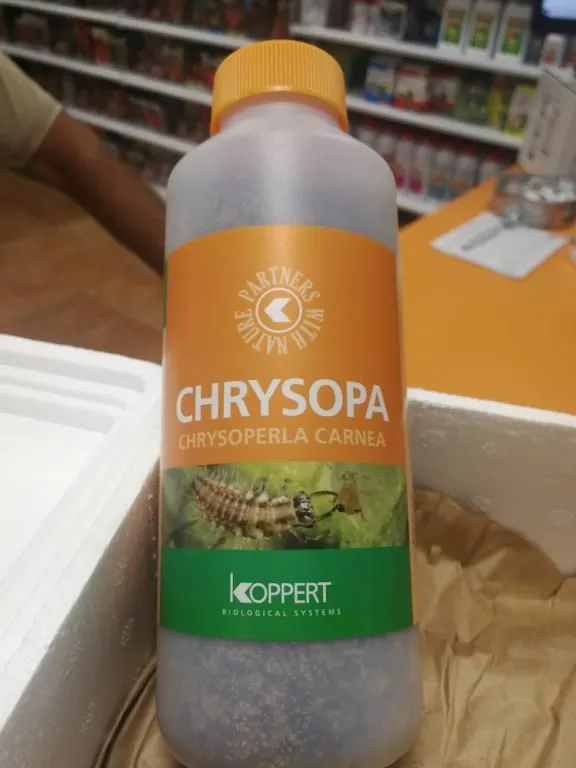 PARTNERS WITH NATURE
CHRYSOPA
CHRYSOPERLA CARNEA
KOPPERT
BIOLOGICAL SYSTEMS